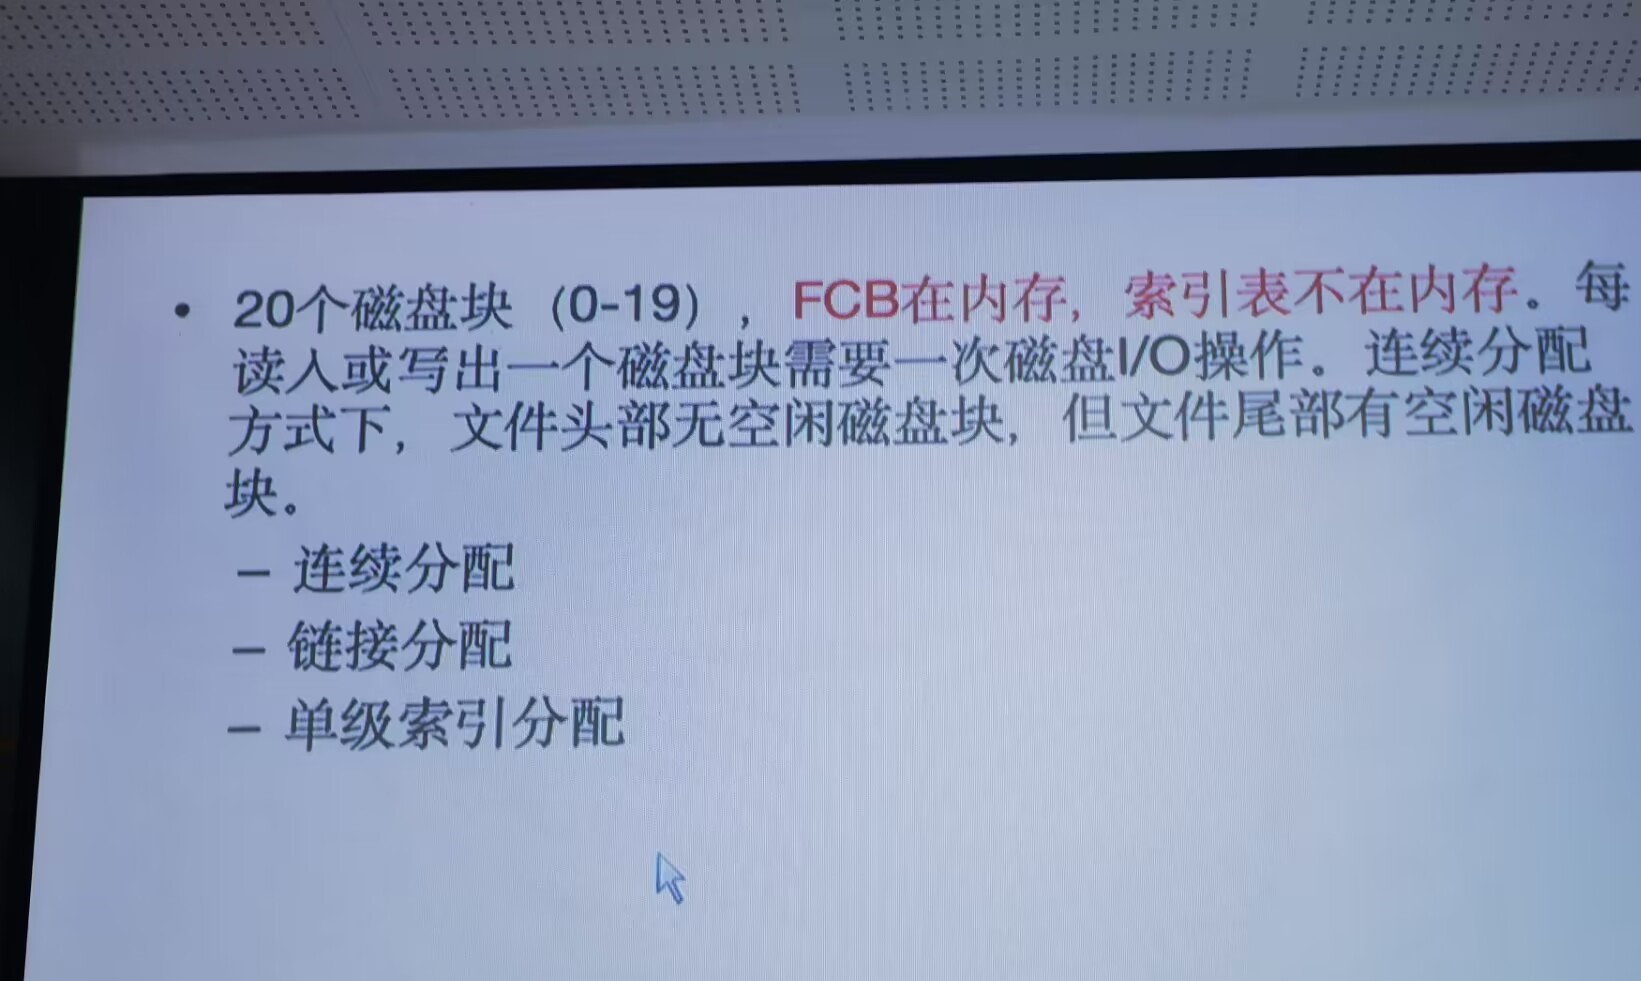 • 20个磁盘块（0-19），FCB在内存，索引表不在内存。每
读入或写出一个磁盘块需要一次磁盘I/O操作。连续分配
方式下，文件头部无空闲磁盘块，但文件尾部有空闲磁盘
块。
– 连续分配
– 链接分配
– 单级索引分配